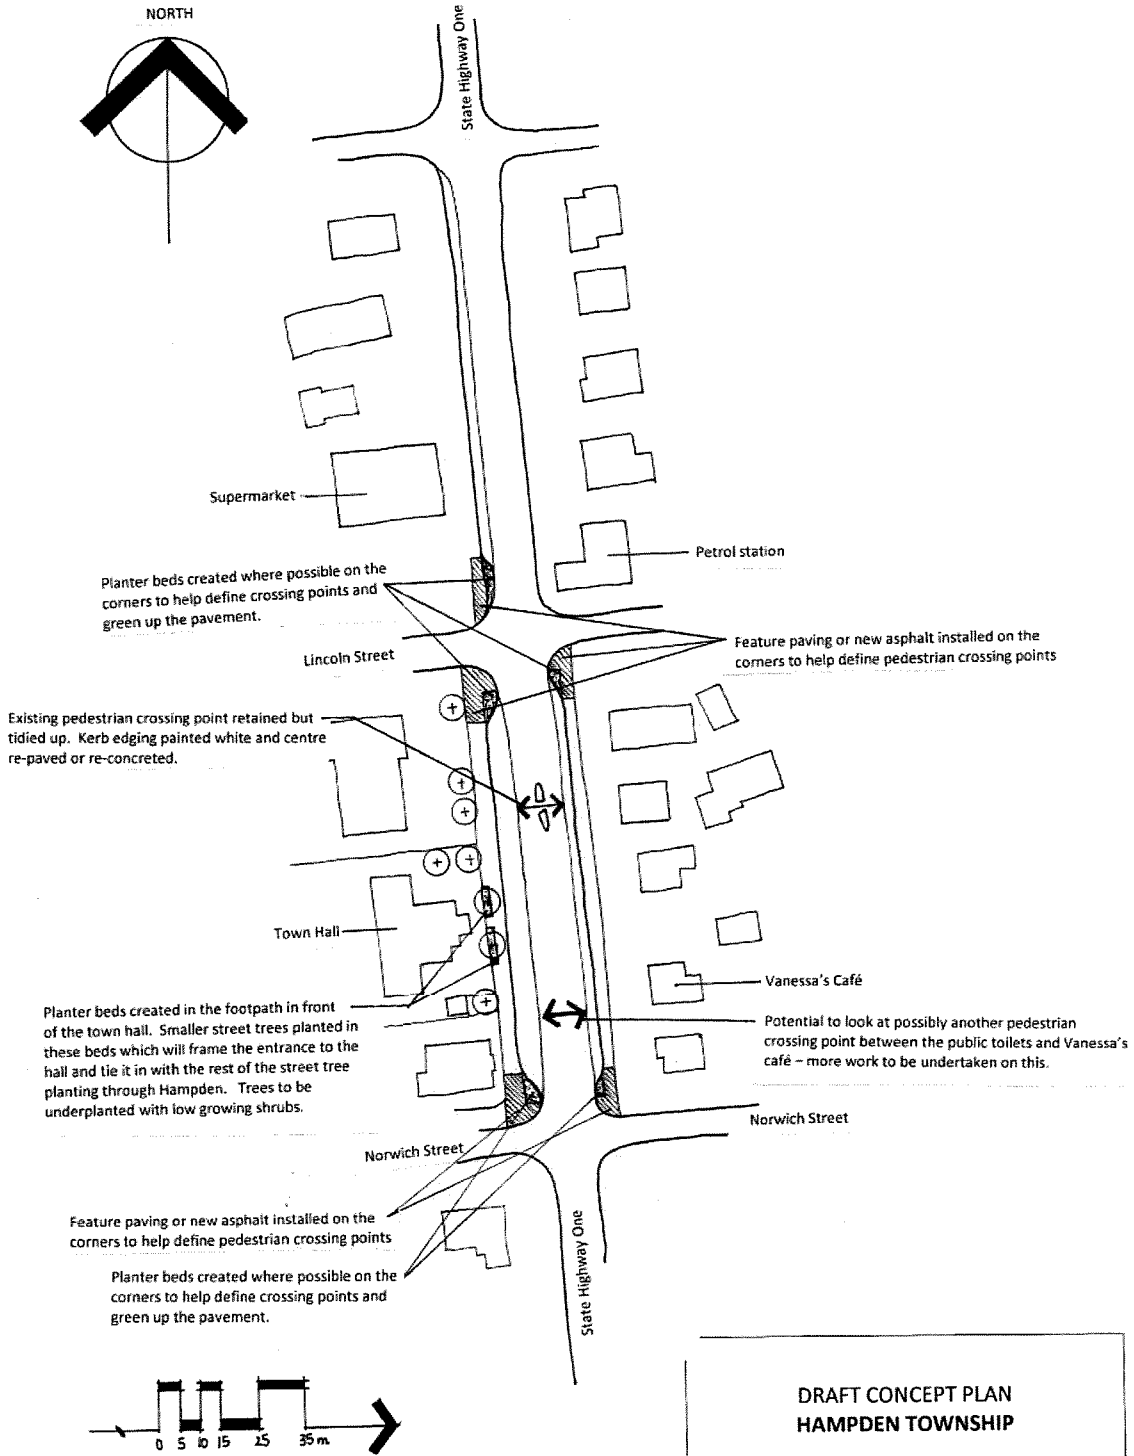 NORTH
State Highway One
Supermarket
Petrol station
Planter beds created where possible on the
corners to help define crossing points and
green up the pavement.
Feature paving or new asphalt installed on the
corners to help define pedestrian crossing points
Lincoln Street
Existing pedestrian crossing point retained but
tidied up. Kerb edging painted white and centre
re-paved or re-concreted.
Town Hall
Vanessa's Café
Planter beds created in the footpath in front
of the town hall. Smaller street trees planted in
these beds which will frame the entrance to the
hall and tie it in with the rest of the street tree
planting through Hampden. Trees to be
underplanted with low growing shrubs.
Potential to look at possibly another pedestrian
crossing point between the public toilets and Vanessa's
café – more work to be undertaken on this.
Norwich Street
Norwich Street
Feature paving or new asphalt installed on the
corners to help define pedestrian crossing points
Planter beds created where possible on the
corners to help define crossing points and
green up the pavement.
State Highway One
0 5 10 15 25 35 m
DRAFT CONCEPT PLAN
HAMPDEN TOWNSHIP